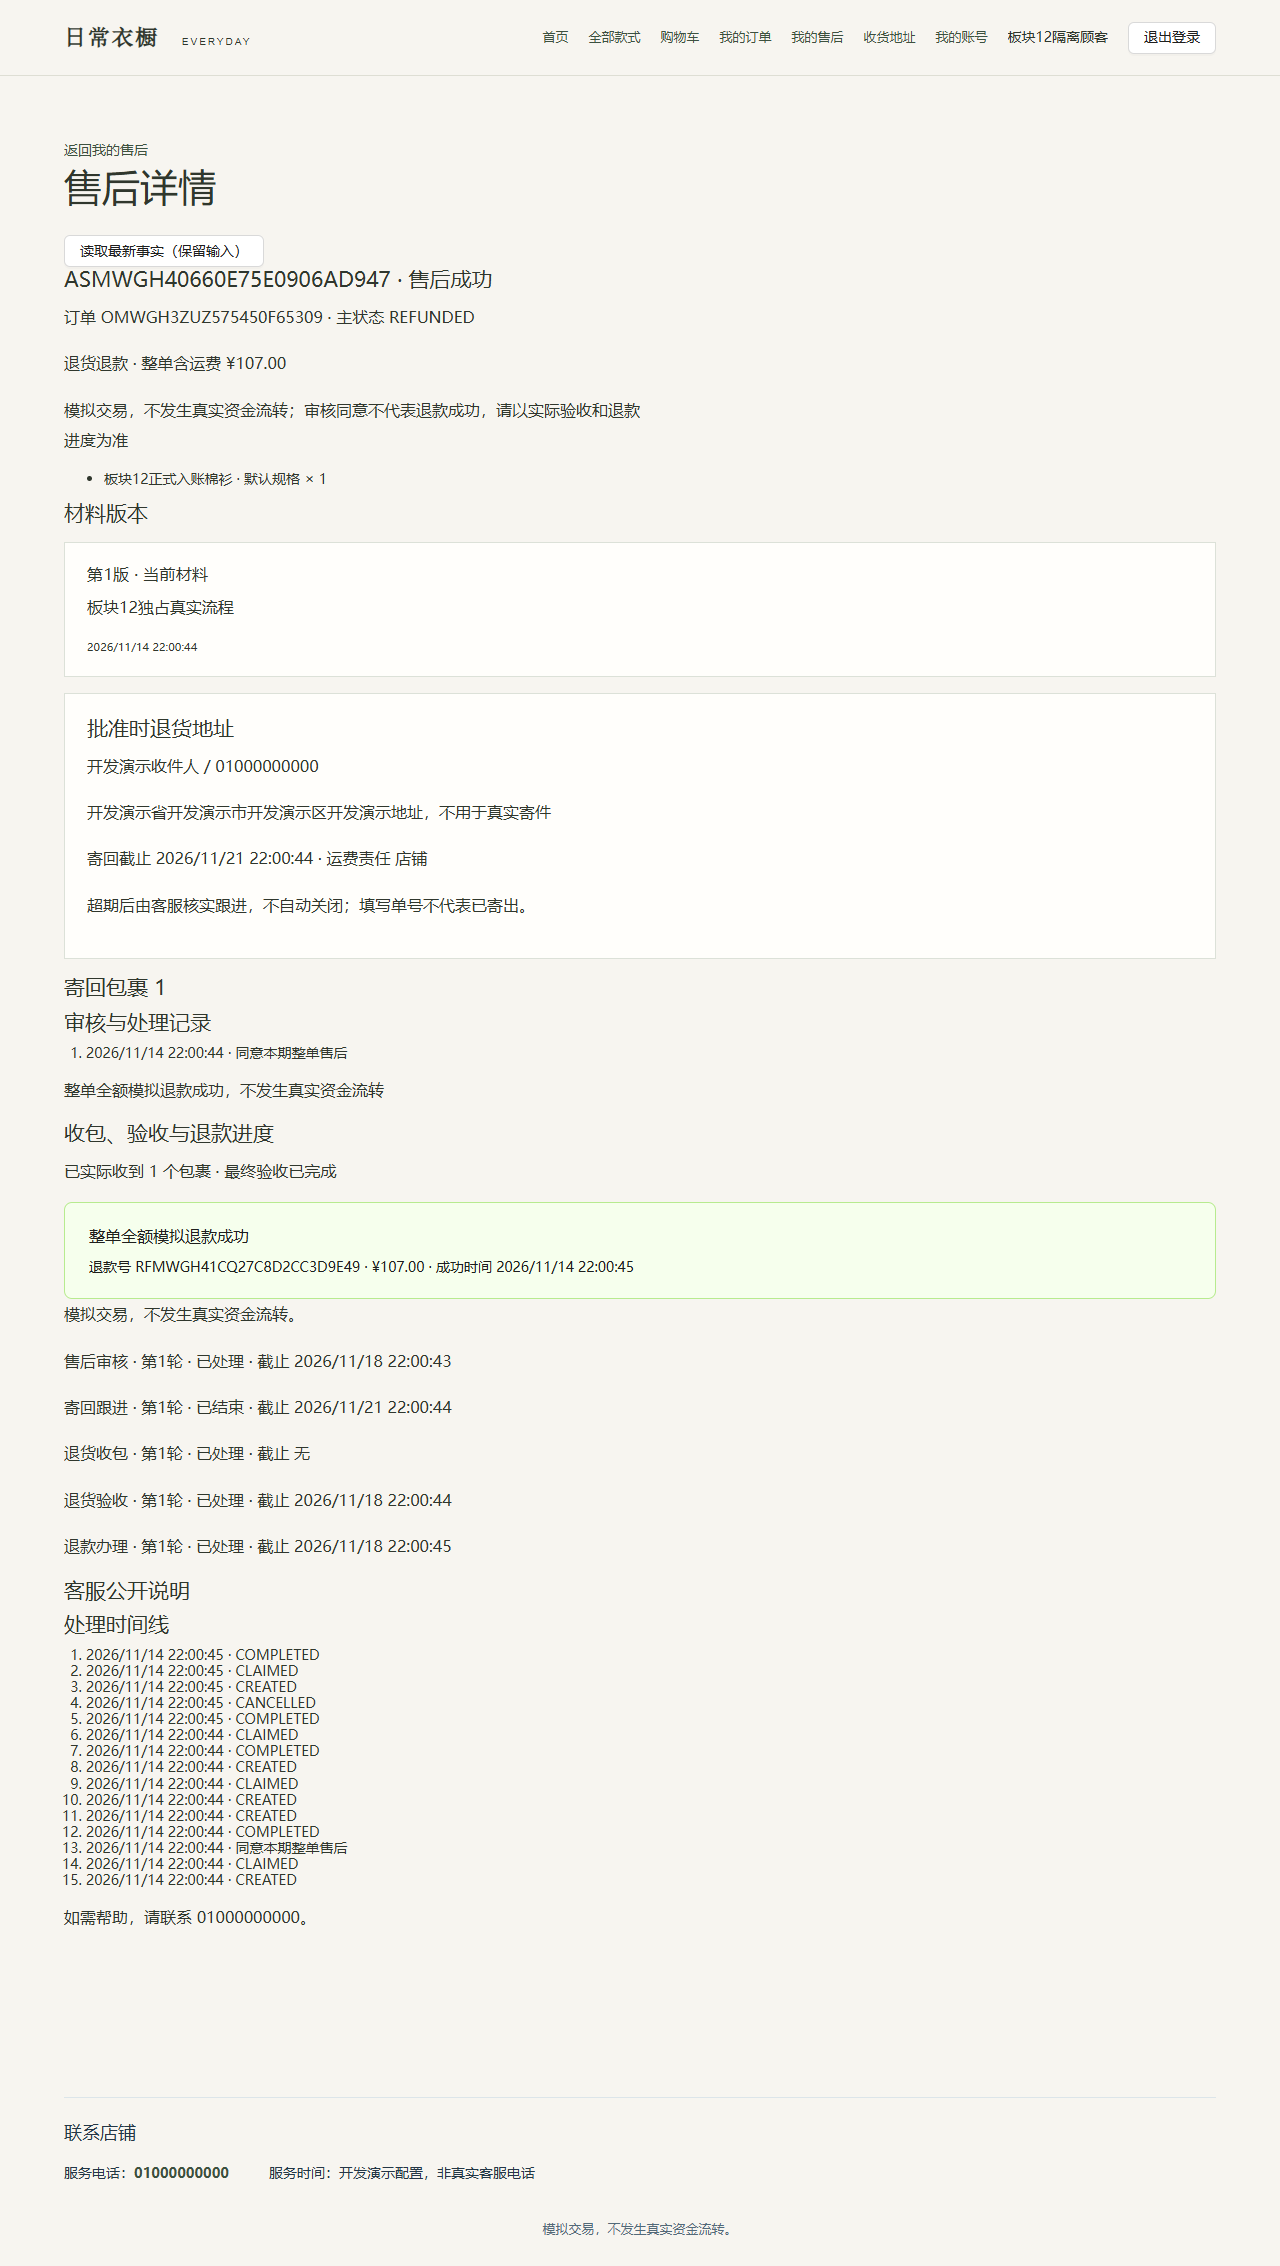 日常衣橱 EVERYDAY
首页 全部款式 购物车 我的订单 我的售后 收货地址 我的账号 板块12隔离顾客 退出登录
返回我的售后
售后详情
读取最新事实（保留输入）
ASMWGH40660E75E0906AD947 · 售后成功
订单 OMWGH3ZUZ575450F65309 · 主状态 REFUNDED
退货退款 · 整单含运费 ¥107.00
模拟交易，不发生真实资金流转；审核同意不代表退款成功，请以实际验收和退款
进度为准
• 板块12正式入账棉衫 · 默认规格 × 1
材料版本
第1版 · 当前材料
板块12独占真实流程
2026/11/14 22:00:44
批准时退货地址
开发演示收件人 / 01000000000
开发演示省开发演示市开发演示区开发演示地址，不用于真实寄件
寄回截止 2026/11/21 22:00:44 · 运费责任 店铺
超期后由客服核实跟进，不自动关闭；填写单号不代表已寄出。
寄回包裹 1
审核与处理记录
1. 2026/11/14 22:00:44 · 同意本期整单售后
整单全额模拟退款成功，不发生真实资金流转
收包、验收与退款进度
已实际收到 1 个包裹 · 最终验收已完成
整单全额模拟退款成功
退款号 RFMWGH41CQ27C8D2CC3D9E49 · ¥107.00 · 成功时间 2026/11/14 22:00:45
模拟交易，不发生真实资金流转。
售后审核 · 第1轮 · 已处理 · 截止 2026/11/18 22:00:43
寄回跟进 · 第1轮 · 已结束 · 截止 2026/11/21 22:00:44
退货收包 · 第1轮 · 已处理 · 截止 无
退货验收 · 第1轮 · 已处理 · 截止 2026/11/18 22:00:44
退款办理 · 第1轮 · 已处理 · 截止 2026/11/18 22:00:45
客服公开说明
处理时间线
1. 2026/11/14 22:00:45 · COMPLETED
2. 2026/11/14 22:00:45 · CLAIMED
3. 2026/11/14 22:00:45 · CREATED
4. 2026/11/14 22:00:45 · CANCELLED
5. 2026/11/14 22:00:45 · COMPLETED
6. 2026/11/14 22:00:44 · CLAIMED
7. 2026/11/14 22:00:44 · COMPLETED
8. 2026/11/14 22:00:44 · CREATED
9. 2026/11/14 22:00:44 · CLAIMED
10. 2026/11/14 22:00:44 · CREATED
11. 2026/11/14 22:00:44 · CREATED
12. 2026/11/14 22:00:44 · COMPLETED
13. 2026/11/14 22:00:44 · 同意本期整单售后
14. 2026/11/14 22:00:44 · CLAIMED
15. 2026/11/14 22:00:44 · CREATED
如需帮助，请联系 01000000000。
联系店铺
服务电话：01000000000 服务时间：开发演示配置，非真实客服电话
模拟交易，不发生真实资金流转。